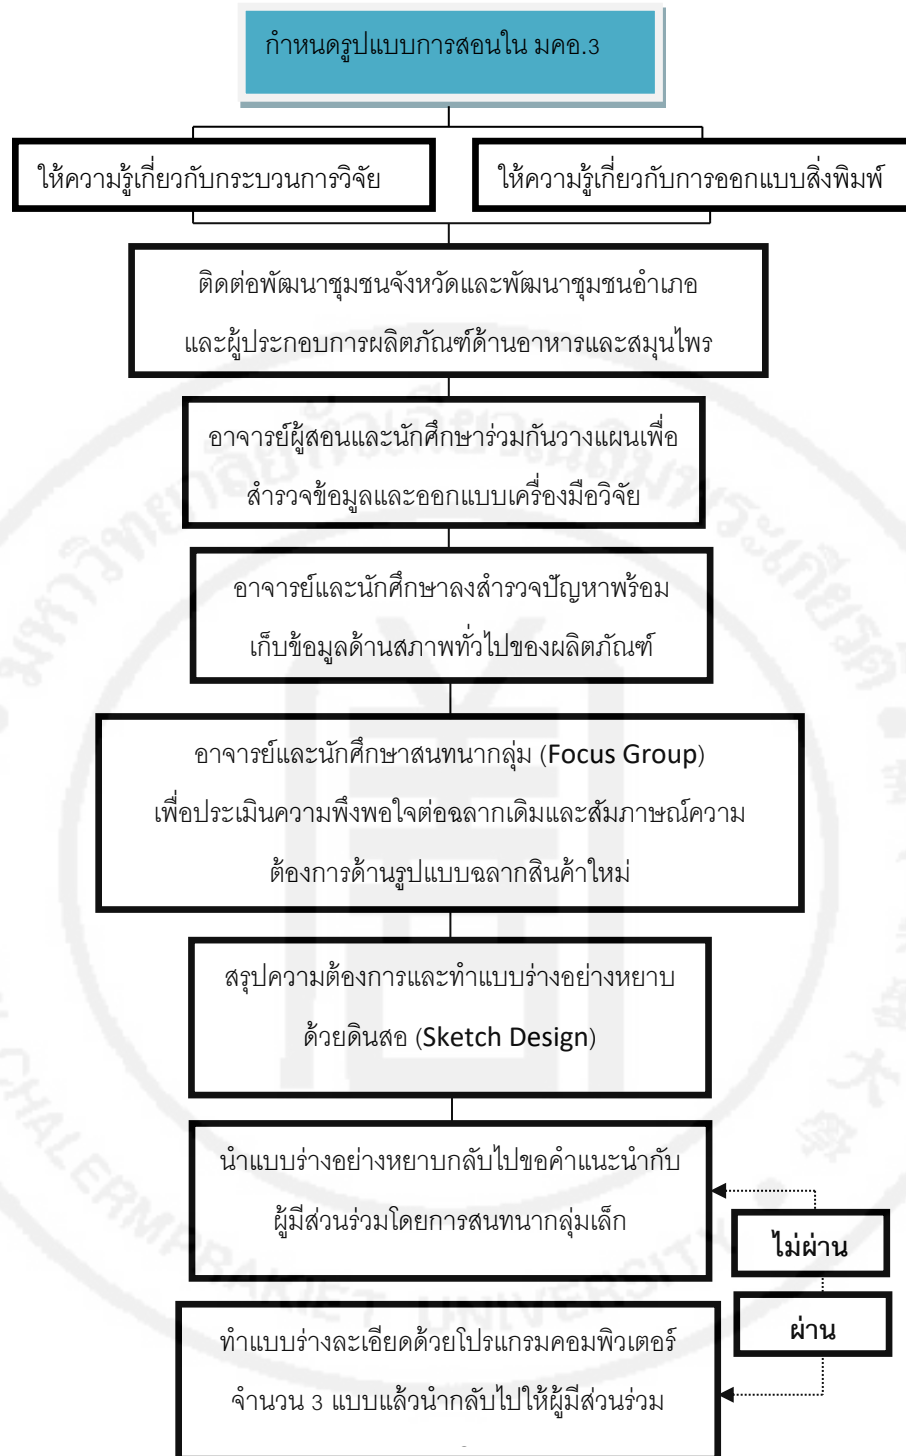 กำหนดรูปแบบการสอนใน มคอ.3
ให้ความรู้เกี่ยวกับกระบวนการวิจัย
ให้ความรู้เกี่ยวกับการออกแบบสิ่งพิมพ์
ติดต่อพัฒนาชุมชนจังหวัดและพัฒนาชุมชนอำเภอ
และผู้ประกอบการผลิตภัณฑ์ด้านอาหารและสมุนไพร
อาจารย์ผู้สอนและนักศึกษาร่วมกันวางแผนเพื่อ
สำรวจข้อมูลและออกแบบเครื่องมือวิจัย
อาจารย์และนักศึกษาลงสำรวจปัญหาพร้อม
เก็บข้อมูลด้านสภาพทั่วไปของผลิตภัณฑ์
อาจารย์และนักศึกษาสนทนากลุ่ม (Focus Group)
เพื่อประเมินความพึงพอใจต่อฉลากเดิมและสัมภาษณ์ความ
ต้องการด้านรูปแบบฉลากสินค้าใหม่
สรุปความต้องการและทำแบบร่างอย่างหยาบ
ด้วยดินสอ (Sketch Design)
นำแบบร่างอย่างหยาบกลับไปขอคำแนะนำกับ
ผู้มีส่วนร่วมโดยการสนทนากลุ่มเล็ก
ไม่ผ่าน
ผ่าน
ทำแบบร่างละเอียดด้วยโปรแกรมคอมพิวเตอร์
จำนวน 3 แบบแล้วนำกลับไปให้ผู้มีส่วนร่วม